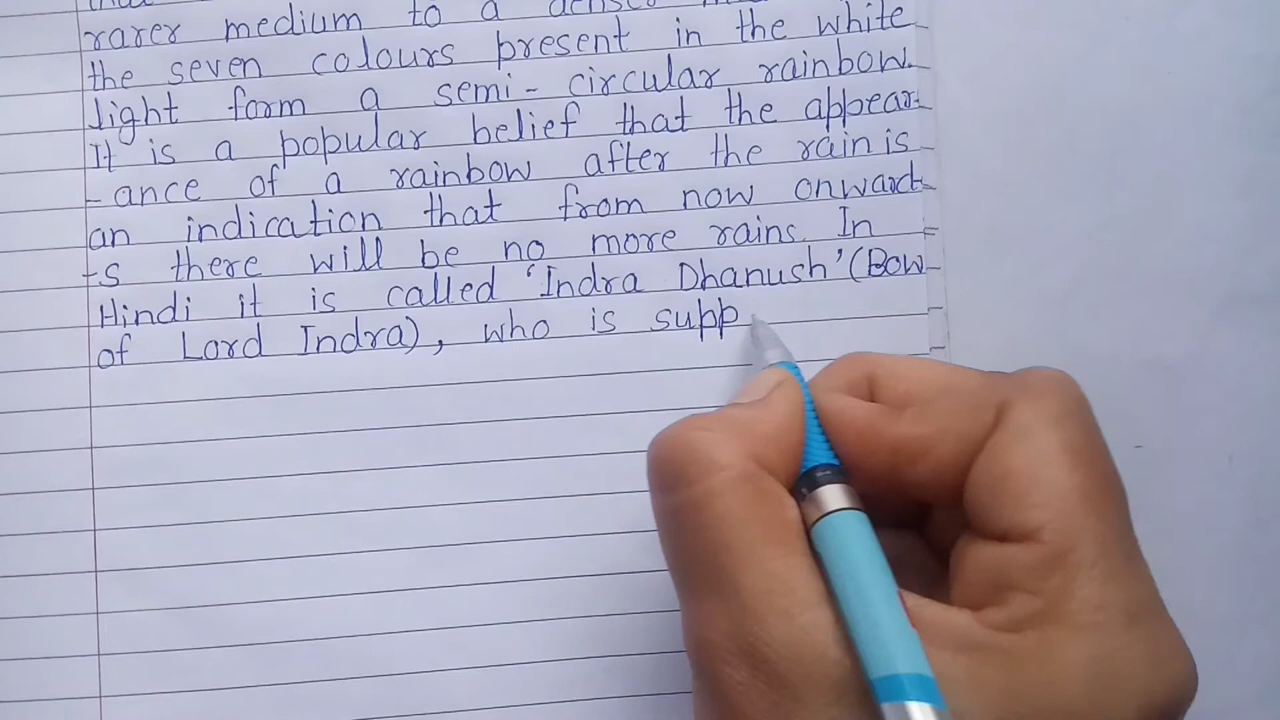 rarer medium to a
the seven colours present in the white
light form a semi- circular rainbow.
It is a popular belief that the appear-
-ance of a rainbow after the rain is
an indication that from now onward-
-s there will be no more rains. In
Hindi it is called 'Indra Dhanush' (Bow
of Lord Indra), who is supp